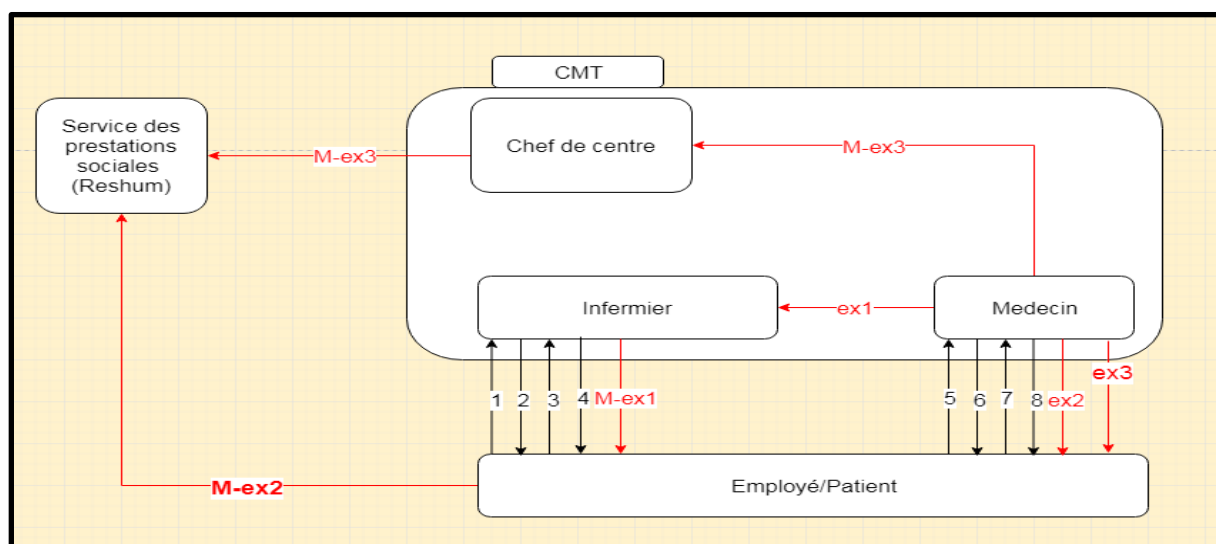 CMT
Service des
prestations
sociales
(Reshum)
Chef de centre
M-ex3
M-ex3
Infermier
ex1
Medecin
1
2
3
4
M-ex1
5
6
7
8
ex2
ex3
M-ex2
Employé/Patient